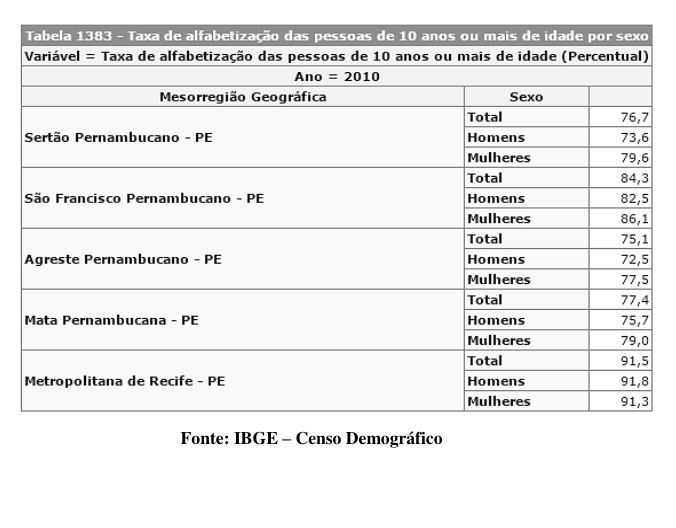 Tabela 1383 - Taxa de alfabetização das pessoas de 10 anos ou mais de idade por sexo
Variável = Taxa de alfabetização das pessoas de 10 anos ou mais de idade (Percentual)
Ano = 2010
Mesorregião Geográfica Sexo
Sertão Pernambucano - PE
Total 76,7
Homens 73,6
Mulheres 79,6
São Francisco Pernambucano - PE
Total 84,3
Homens 82,5
Mulheres 86,1
Agreste Pernambucano - PE
Total 75,1
Homens 72,5
Mulheres 77,5
Mata Pernambucana - PE
Total 77,4
Homens 75,7
Mulheres 79,0
Metropolitana de Recife - PE
Total 91,5
Homens 91,8
Mulheres 91,3
Fonte: IBGE – Censo Demográfico